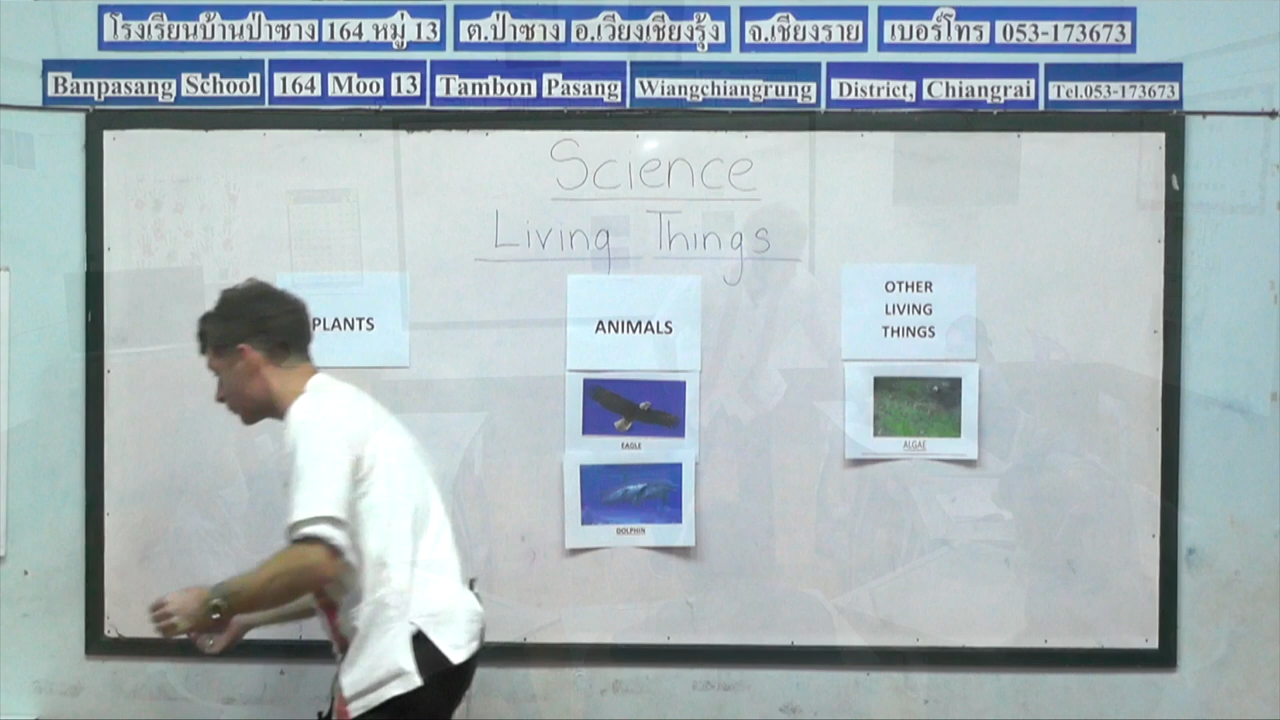 โรงเรียนบ้านป่าซาง 164 หมู่ 13 ต.ป่าซาง อ.เวียงเชียงรุ้ง จ.เชียงราย เบอร์โทร 053-173673
Banpasang School 164 Moo 13 Tambon Pasang Wiangchiangrung District, Chiangrai Tel.053-173673
Science
Living Things
PLANTS
ANIMALS
OTHER
LIVING
THINGS
EAGLE
ALGAE
DOLPHIN